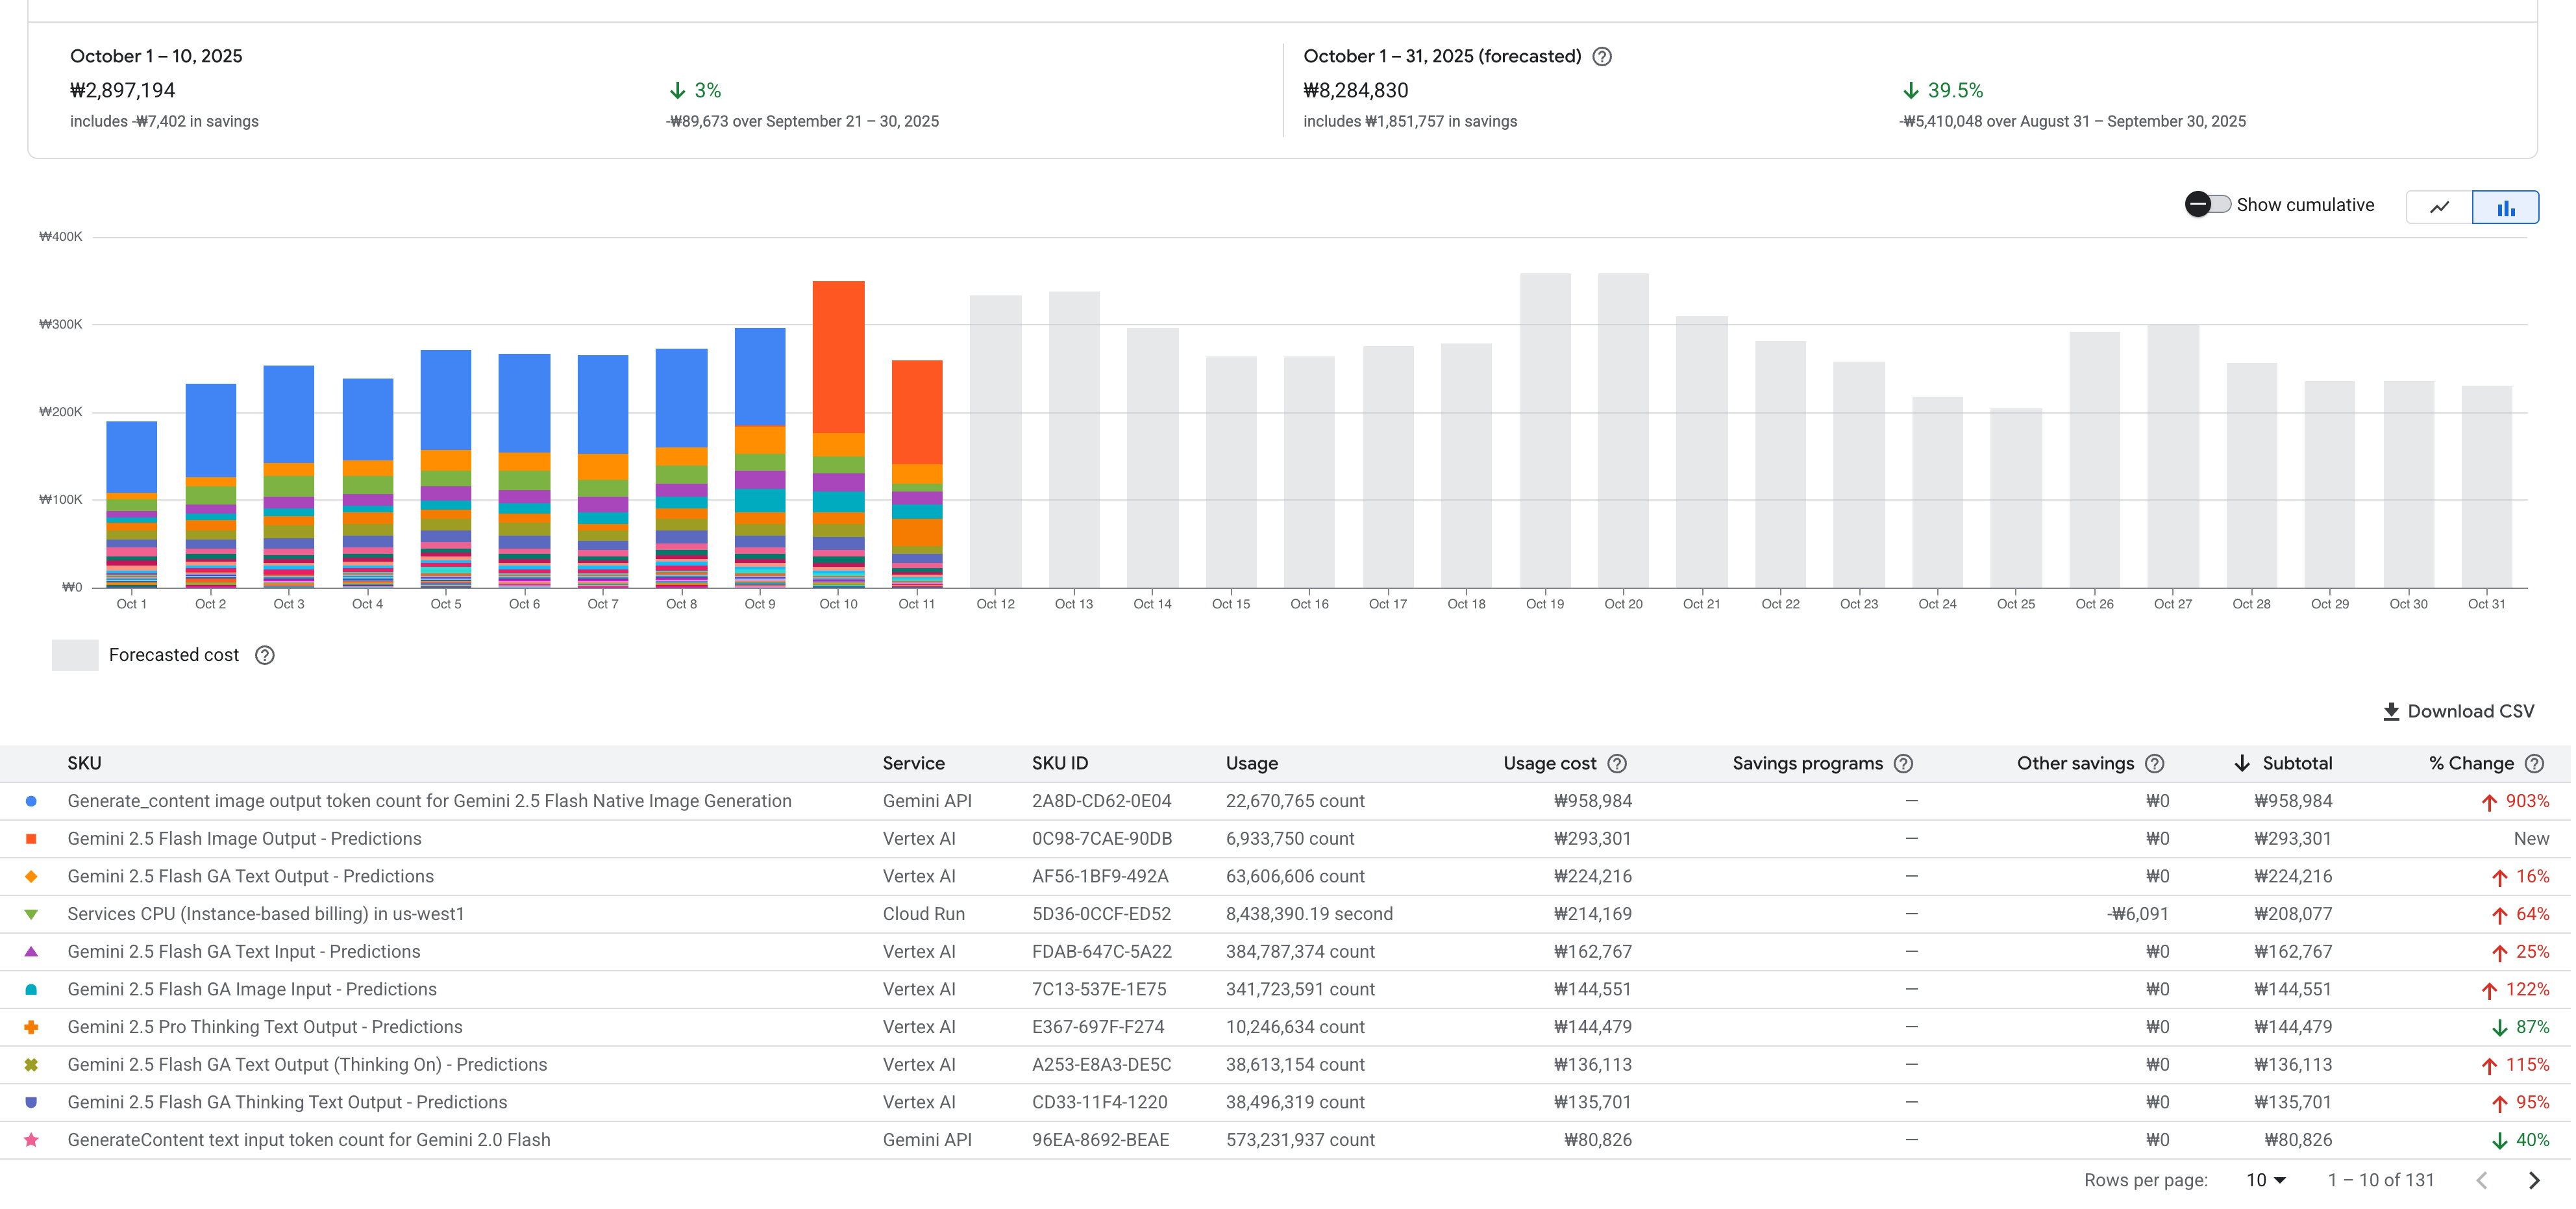 October 1 – 10, 2025
₩2,897,194
includes -₩7,402 in savings
↓ 3%
-₩89,673 over September 21 – 30, 2025
October 1 – 31, 2025 (forecasted)
₩8,284,830
includes ₩1,851,757 in savings
↓ 39.5%
-₩5,410,048 over August 31 – September 30, 2025
Show cumulative
₩400K
₩300K
₩200K
₩100K
₩0
Oct 1 Oct 2 Oct 3 Oct 4 Oct 5 Oct 6 Oct 7 Oct 8 Oct 9 Oct 10 Oct 11 Oct 12 Oct 13 Oct 14 Oct 15 Oct 16 Oct 17 Oct 18 Oct 19 Oct 20 Oct 21 Oct 22 Oct 23 Oct 24 Oct 25 Oct 26 Oct 27 Oct 28 Oct 29 Oct 30 Oct 31
Forecasted cost
Download CSV
SKU Service SKU ID Usage Usage cost Savings programs Other savings ↓ Subtotal % Change
Generate_content image output token count for Gemini 2.5 Flash Native Image Generation Gemini API 2A8D-CD62-0E04 22,670,765 count ₩958,984 — ₩0 ₩958,984 ↑ 903%
Gemini 2.5 Flash Image Output - Predictions Vertex AI 0C98-7CAE-90DB 6,933,750 count ₩293,301 — ₩0 ₩293,301 New
Gemini 2.5 Flash GA Text Output - Predictions Vertex AI AF56-1BF9-492A 63,606,606 count ₩224,216 — ₩0 ₩224,216 ↑ 16%
Services CPU (Instance-based billing) in us-west1 Cloud Run 5D36-0CCF-ED52 8,438,390.19 second ₩214,169 — -₩6,091 ₩208,077 ↑ 64%
Gemini 2.5 Flash GA Text Input - Predictions Vertex AI FDAB-647C-5A22 384,787,374 count ₩162,767 — ₩0 ₩162,767 ↑ 25%
Gemini 2.5 Flash GA Image Input - Predictions Vertex AI 7C13-537E-1E75 341,723,591 count ₩144,551 — ₩0 ₩144,551 ↑ 122%
Gemini 2.5 Pro Thinking Text Output - Predictions Vertex AI E367-697F-F274 10,246,634 count ₩144,479 — ₩0 ₩144,479 ↓ 87%
Gemini 2.5 Flash GA Text Output (Thinking On) - Predictions Vertex AI A253-E8A3-DE5C 38,613,154 count ₩136,113 — ₩0 ₩136,113 ↑ 115%
Gemini 2.5 Flash GA Thinking Text Output - Predictions Vertex AI CD33-11F4-1220 38,496,319 count ₩135,701 — ₩0 ₩135,701 ↑ 95%
GenerateContent text input token count for Gemini 2.0 Flash Gemini API 96EA-8692-BEAE 573,231,937 count ₩80,826 — ₩0 ₩80,826 ↓ 40%
Rows per page: 10 1 – 10 of 131